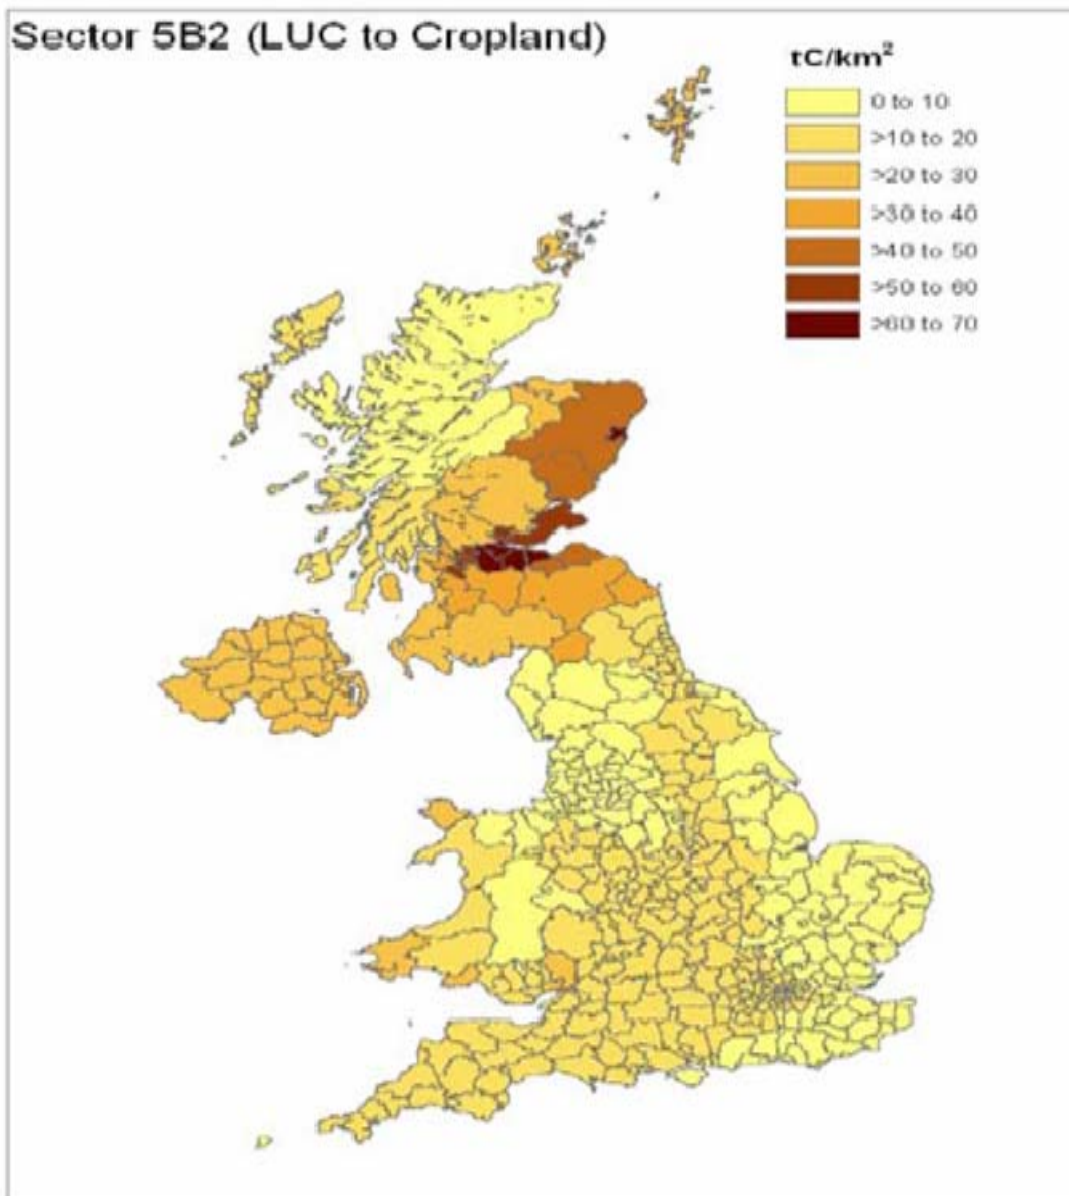 Sector 5B2 (LUC to Cropland)
tC/km²
0 to 10
>10 to 20
>20 to 30
>30 to 40
>40 to 50
>50 to 60
>60 to 70